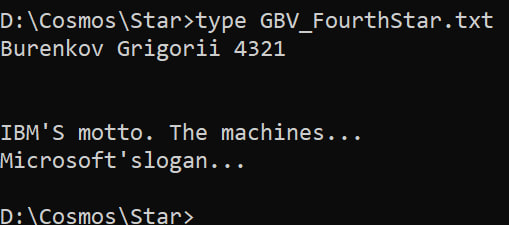 D:\Cosmos\Star>type GBV_FourthStar.txt
Burenkov Grigorii 4321
IBM'S motto. The machines...
Microsoft'slogan...
D:\Cosmos\Star>